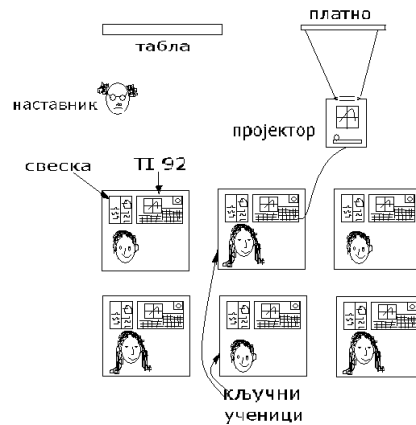 платно
табла
наставник
пројектор
свеска
TI 92
кључни
ученици